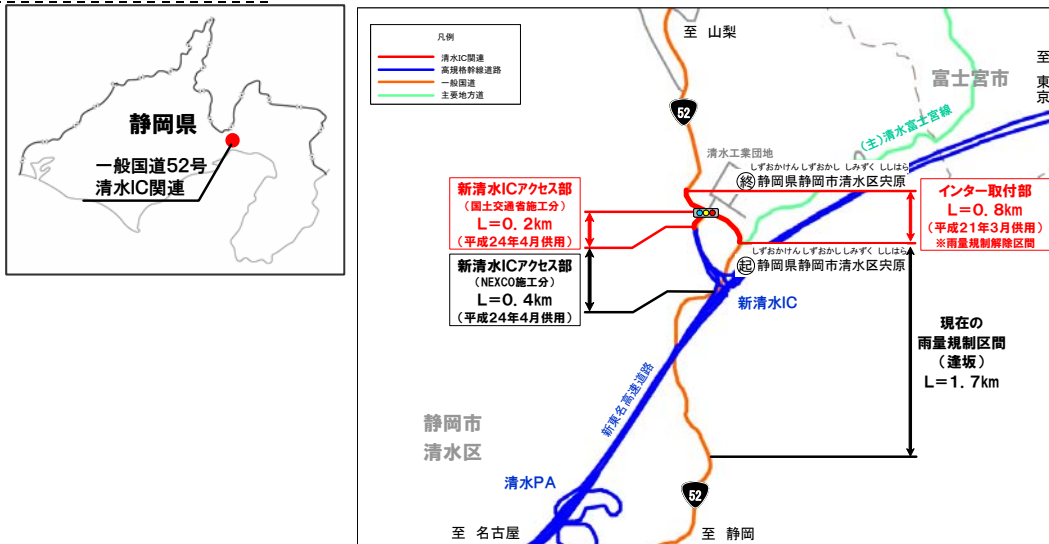 静岡県
一般国道52号
清水IC関連
凡例
清水IC関連
高規格幹線道路
一般国道
主要地方道
至 山梨
至 東京
富士宮市
52
(主)清水富士宮線
清水工業団地
しずおかけん しずおかし しみずく ししはら
終 静岡県静岡市清水区宍原
新清水ICアクセス部
(国土交通省施工分)
L=0.2km
(平成24年4月供用)
インター取付部
L=0.8km
(平成21年3月供用)
※雨量規制解除区間
しずおかけん しずおかし しみずく ししはら
起 静岡県静岡市清水区宍原
新清水ICアクセス部
(NEXCO施工分)
L=0.4km
(平成24年4月供用)
新清水IC
現在の
雨量規制区間
(逢坂)
L=1.7km
新東名高速道路
静岡市
清水区
清水PA
52
至 名古屋
至 静岡